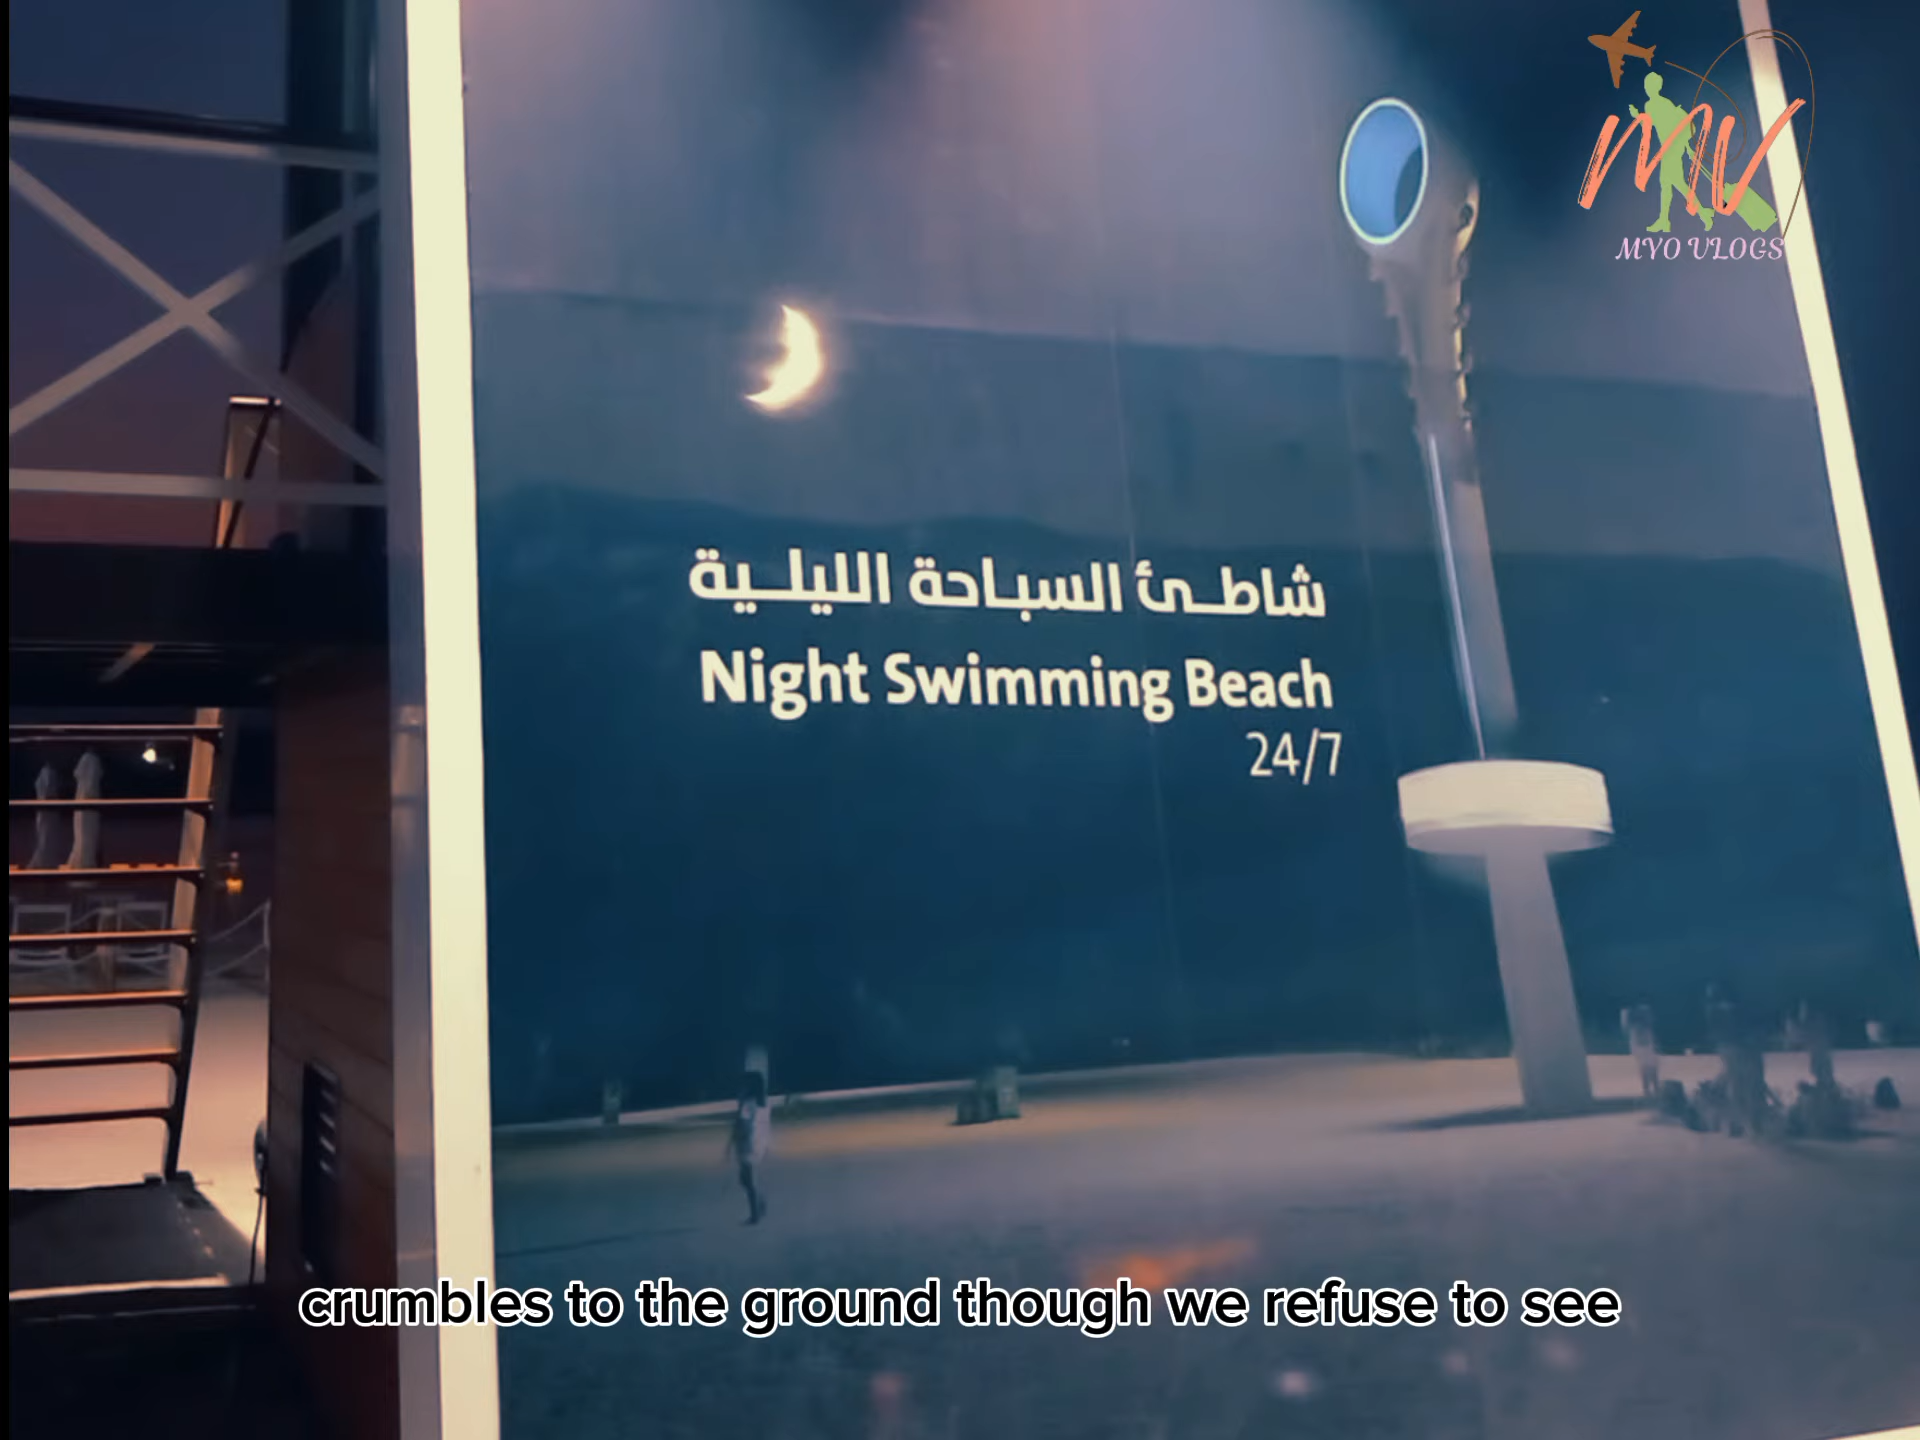 MV
MYO VLOGS
شاطئ السباحة الليلية
Night Swimming Beach
24/7
crumbles to the ground though we refuse to see